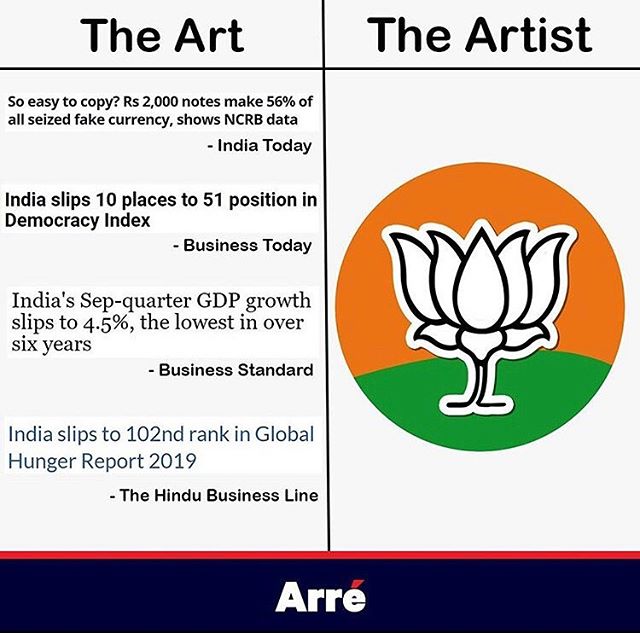 The Art
The Artist
So easy to copy? Rs 2,000 notes make 56% of
all seized fake currency, shows NCRB data
- India Today
India slips 10 places to 51 position in
Democracy Index
- Business Today
India's Sep-quarter GDP growth
slips to 4.5%, the lowest in over
six years
- Business Standard
India slips to 102nd rank in Global
Hunger Report 2019
- The Hindu Business Line
Arré